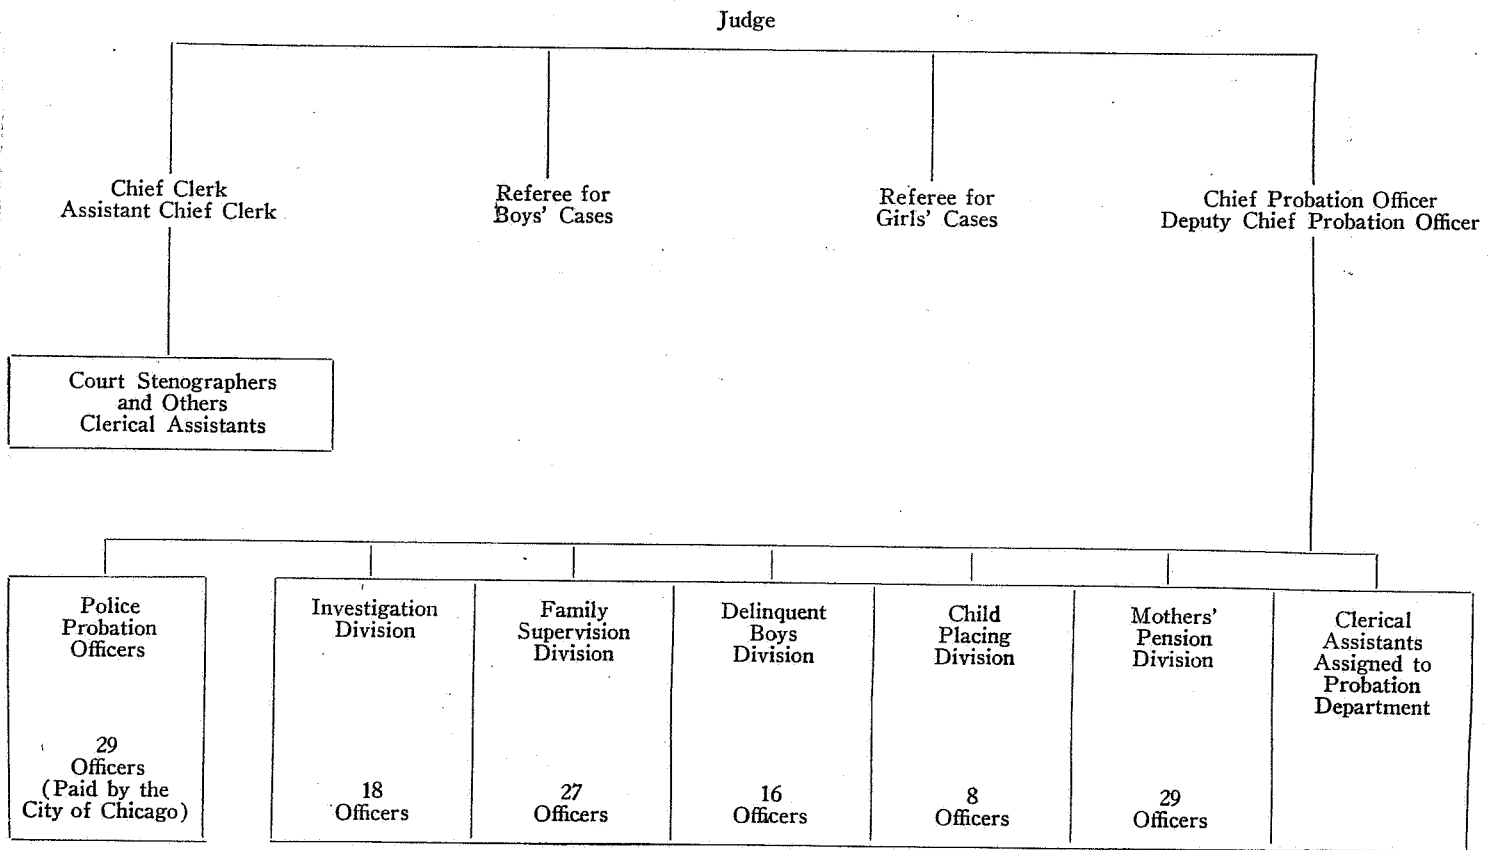 Judge
Chief Clerk
Assistant Chief Clerk
Referee for
Boys' Cases
Referee for
Girls' Cases
Chief Probation Officer
Deputy Chief Probation Officer
Court Stenographers
and Others
Clerical Assistants
Police
Probation
Officers
29
Officers
(Paid by the
City of Chicago)
Investigation
Division
18
Officers
Family
Supervision
Division
27
Officers
Delinquent
Boys
Division
16
Officers
Child
Placing
Division
8
Officers
Mothers'
Pension
Division
29
Officers
Clerical
Assistants
Assigned to
Probation
Department